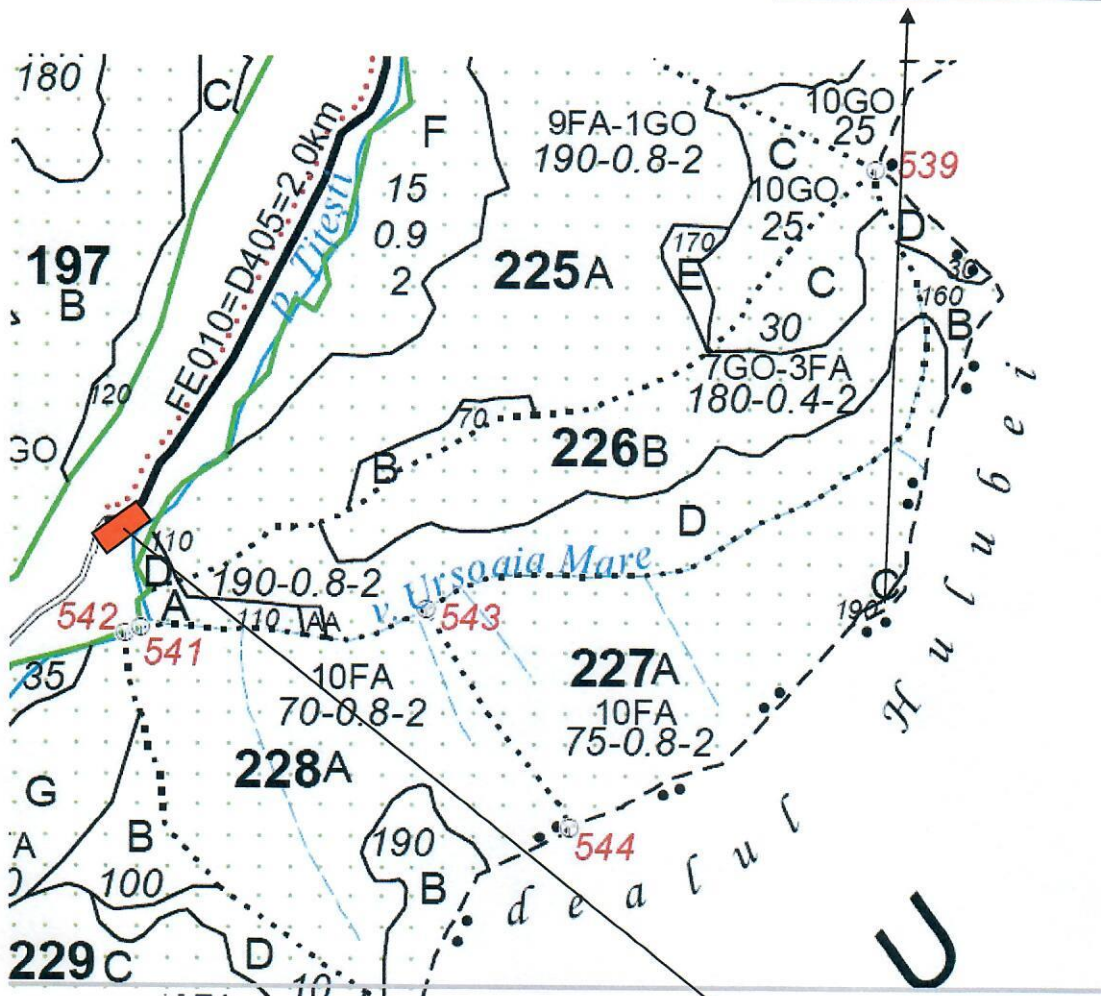 180
C
10GO
25
F
9FA-1GO
190-0.8-2
C
10GO
25
539
15
0.9
2
FE010=D405=2.0km
p. Titesti
197
B
225A
170
E
C
D
30
160
B
30
7GO-3FA
180-0.4-2
120
GO
70
226B
B
D
110
D
190-0.8-2
v. Ursoaia Mare
542
541
A
110
AA
543
C
190
dealul Hulubei
35
10FA
70-0.8-2
227A
10FA
75-0.8-2
228A
G
A
B
100
190
B
544
229C
D
10
U